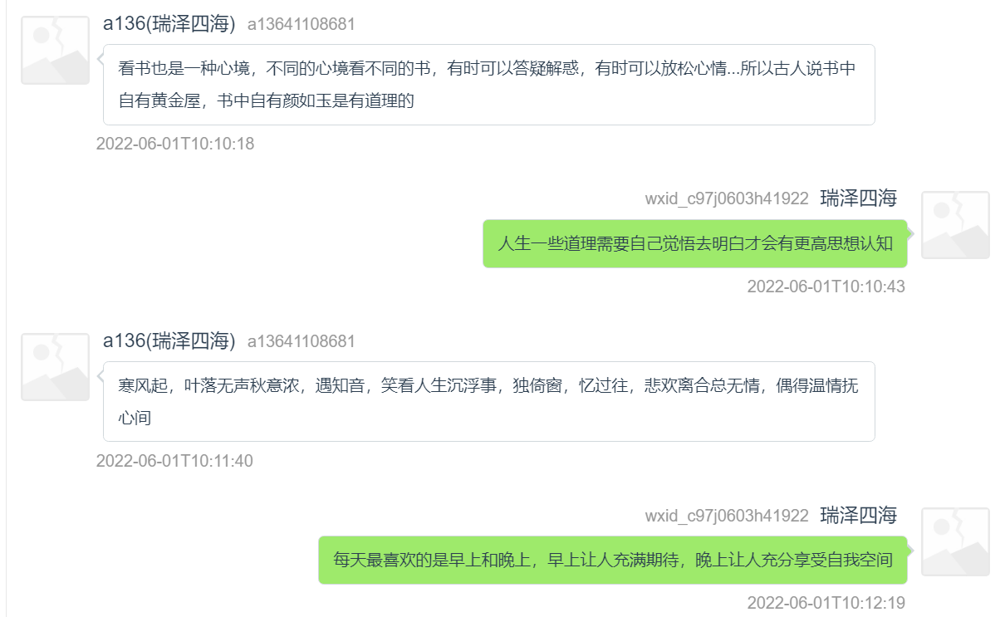 a136(瑞泽四海) a13641108681
看书也是一种心境，不同的心境看不同的书，有时可以答疑解惑，有时可以放松心情...所以古人说书中
自有黄金屋，书中自有颜如玉是有道理的
2022-06-01T10:10:18
wxid_c97j0603h41922 瑞泽四海
人生一些道理需要自己觉悟去明白才会有更高思想认知
2022-06-01T10:10:43
a136(瑞泽四海) a13641108681
寒风起，叶落无声秋意浓，遇知音，笑看人生沉浮事，独倚窗，忆过往，悲欢离合总无情，偶得温情抚
心间
2022-06-01T10:11:40
wxid_c97j0603h41922 瑞泽四海
每天最喜欢的是早上和晚上，早上让人充满期待，晚上让人充分享受自我空间
2022-06-01T10:12:19